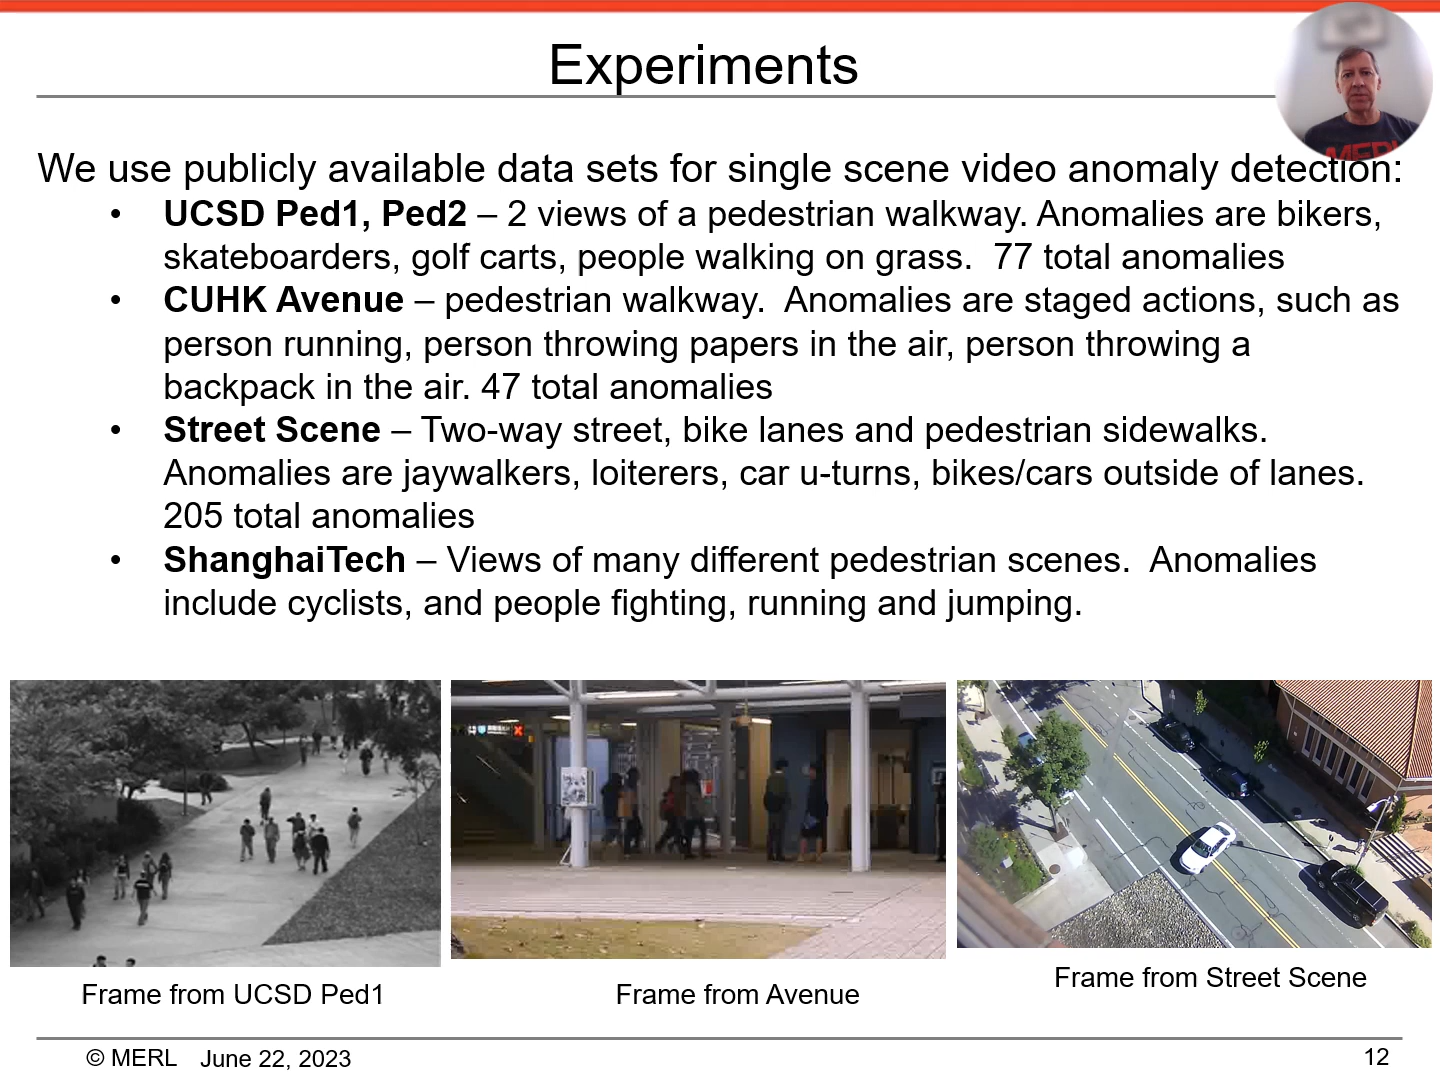 Experiments
We use publicly available data sets for single scene video anomaly detection:
• UCSD Ped1, Ped2 – 2 views of a pedestrian walkway. Anomalies are bikers,
skateboarders, golf carts, people walking on grass.  77 total anomalies
• CUHK Avenue – pedestrian walkway.  Anomalies are staged actions, such as
person running, person throwing papers in the air, person throwing a
backpack in the air. 47 total anomalies
• Street Scene – Two-way street, bike lanes and pedestrian sidewalks.
Anomalies are jaywalkers, loiterers, car u-turns, bikes/cars outside of lanes.
205 total anomalies
• ShanghaiTech – Views of many different pedestrian scenes.  Anomalies
include cyclists, and people fighting, running and jumping.
Frame from UCSD Ped1
Frame from Avenue
Frame from Street Scene
© MERL June 22, 2023
12